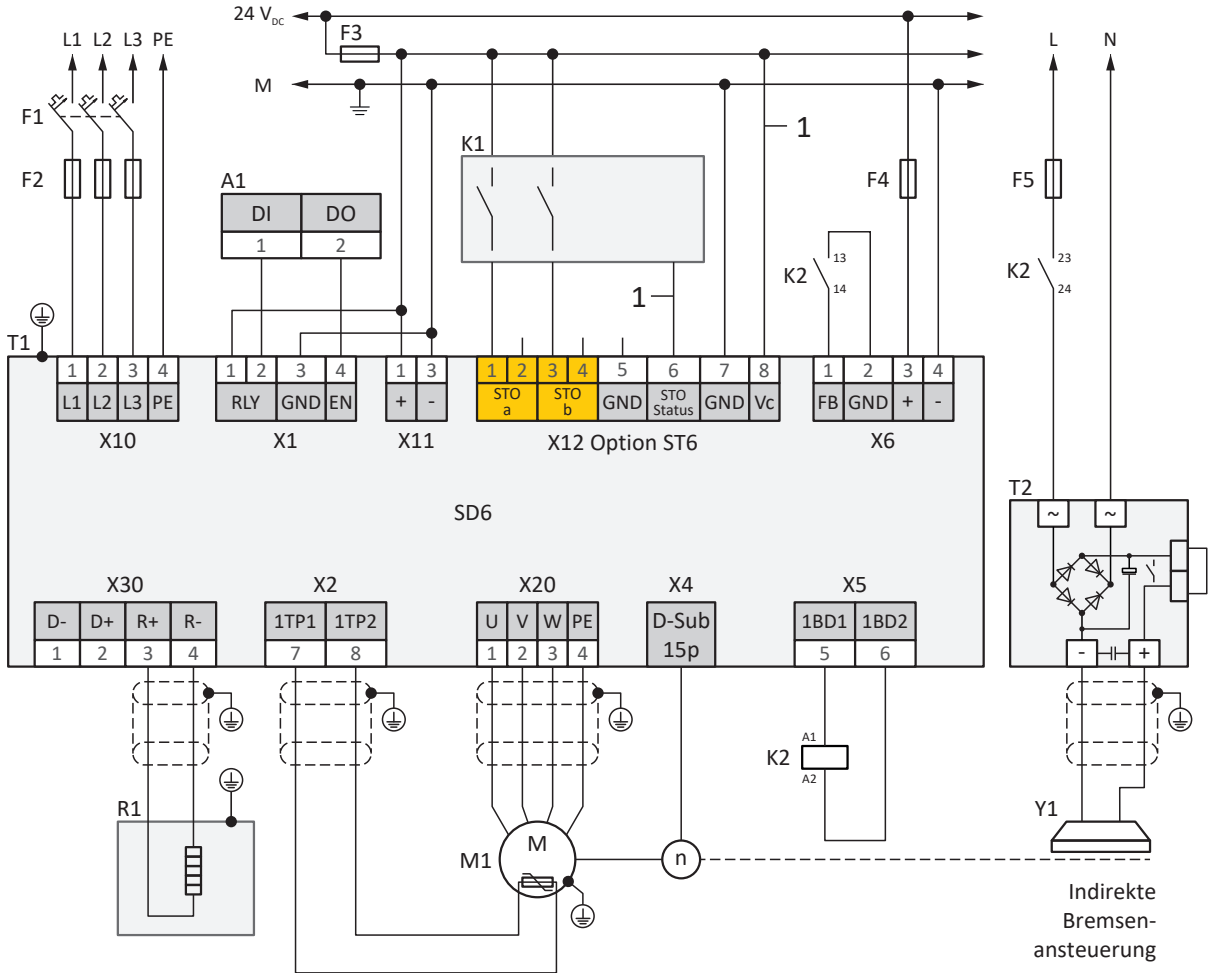 24 V DC
F3
L1 L2 L3 PE
L N
M
1
F1
K1
F2
A1
F4
F5
DI DO
1 2
K2 13 14
K2 23 24
1
T1
1 2 3 4
1 2 3 4
1 3
1 2 3 4 5 6 7 8
1 2 3 4
L1 L2 L3 PE
RLY GND EN
+ -
STO a STO b GND STO Status GND Vc
FB GND + -
X10
X1
X11
X12 Option ST6
X6
T2
~ ~
SD6
X30
X2
X20
X4
X5
D- D+ R+ R-
1TP1 1TP2
U V W PE
D-Sub
15p
1BD1 1BD2
1 2 3 4
7 8
1 2 3 4
5 6
- +
A1
K2
A2
R1
Y1
M1
M
n
Indirekte
Bremsen-
ansteuerung